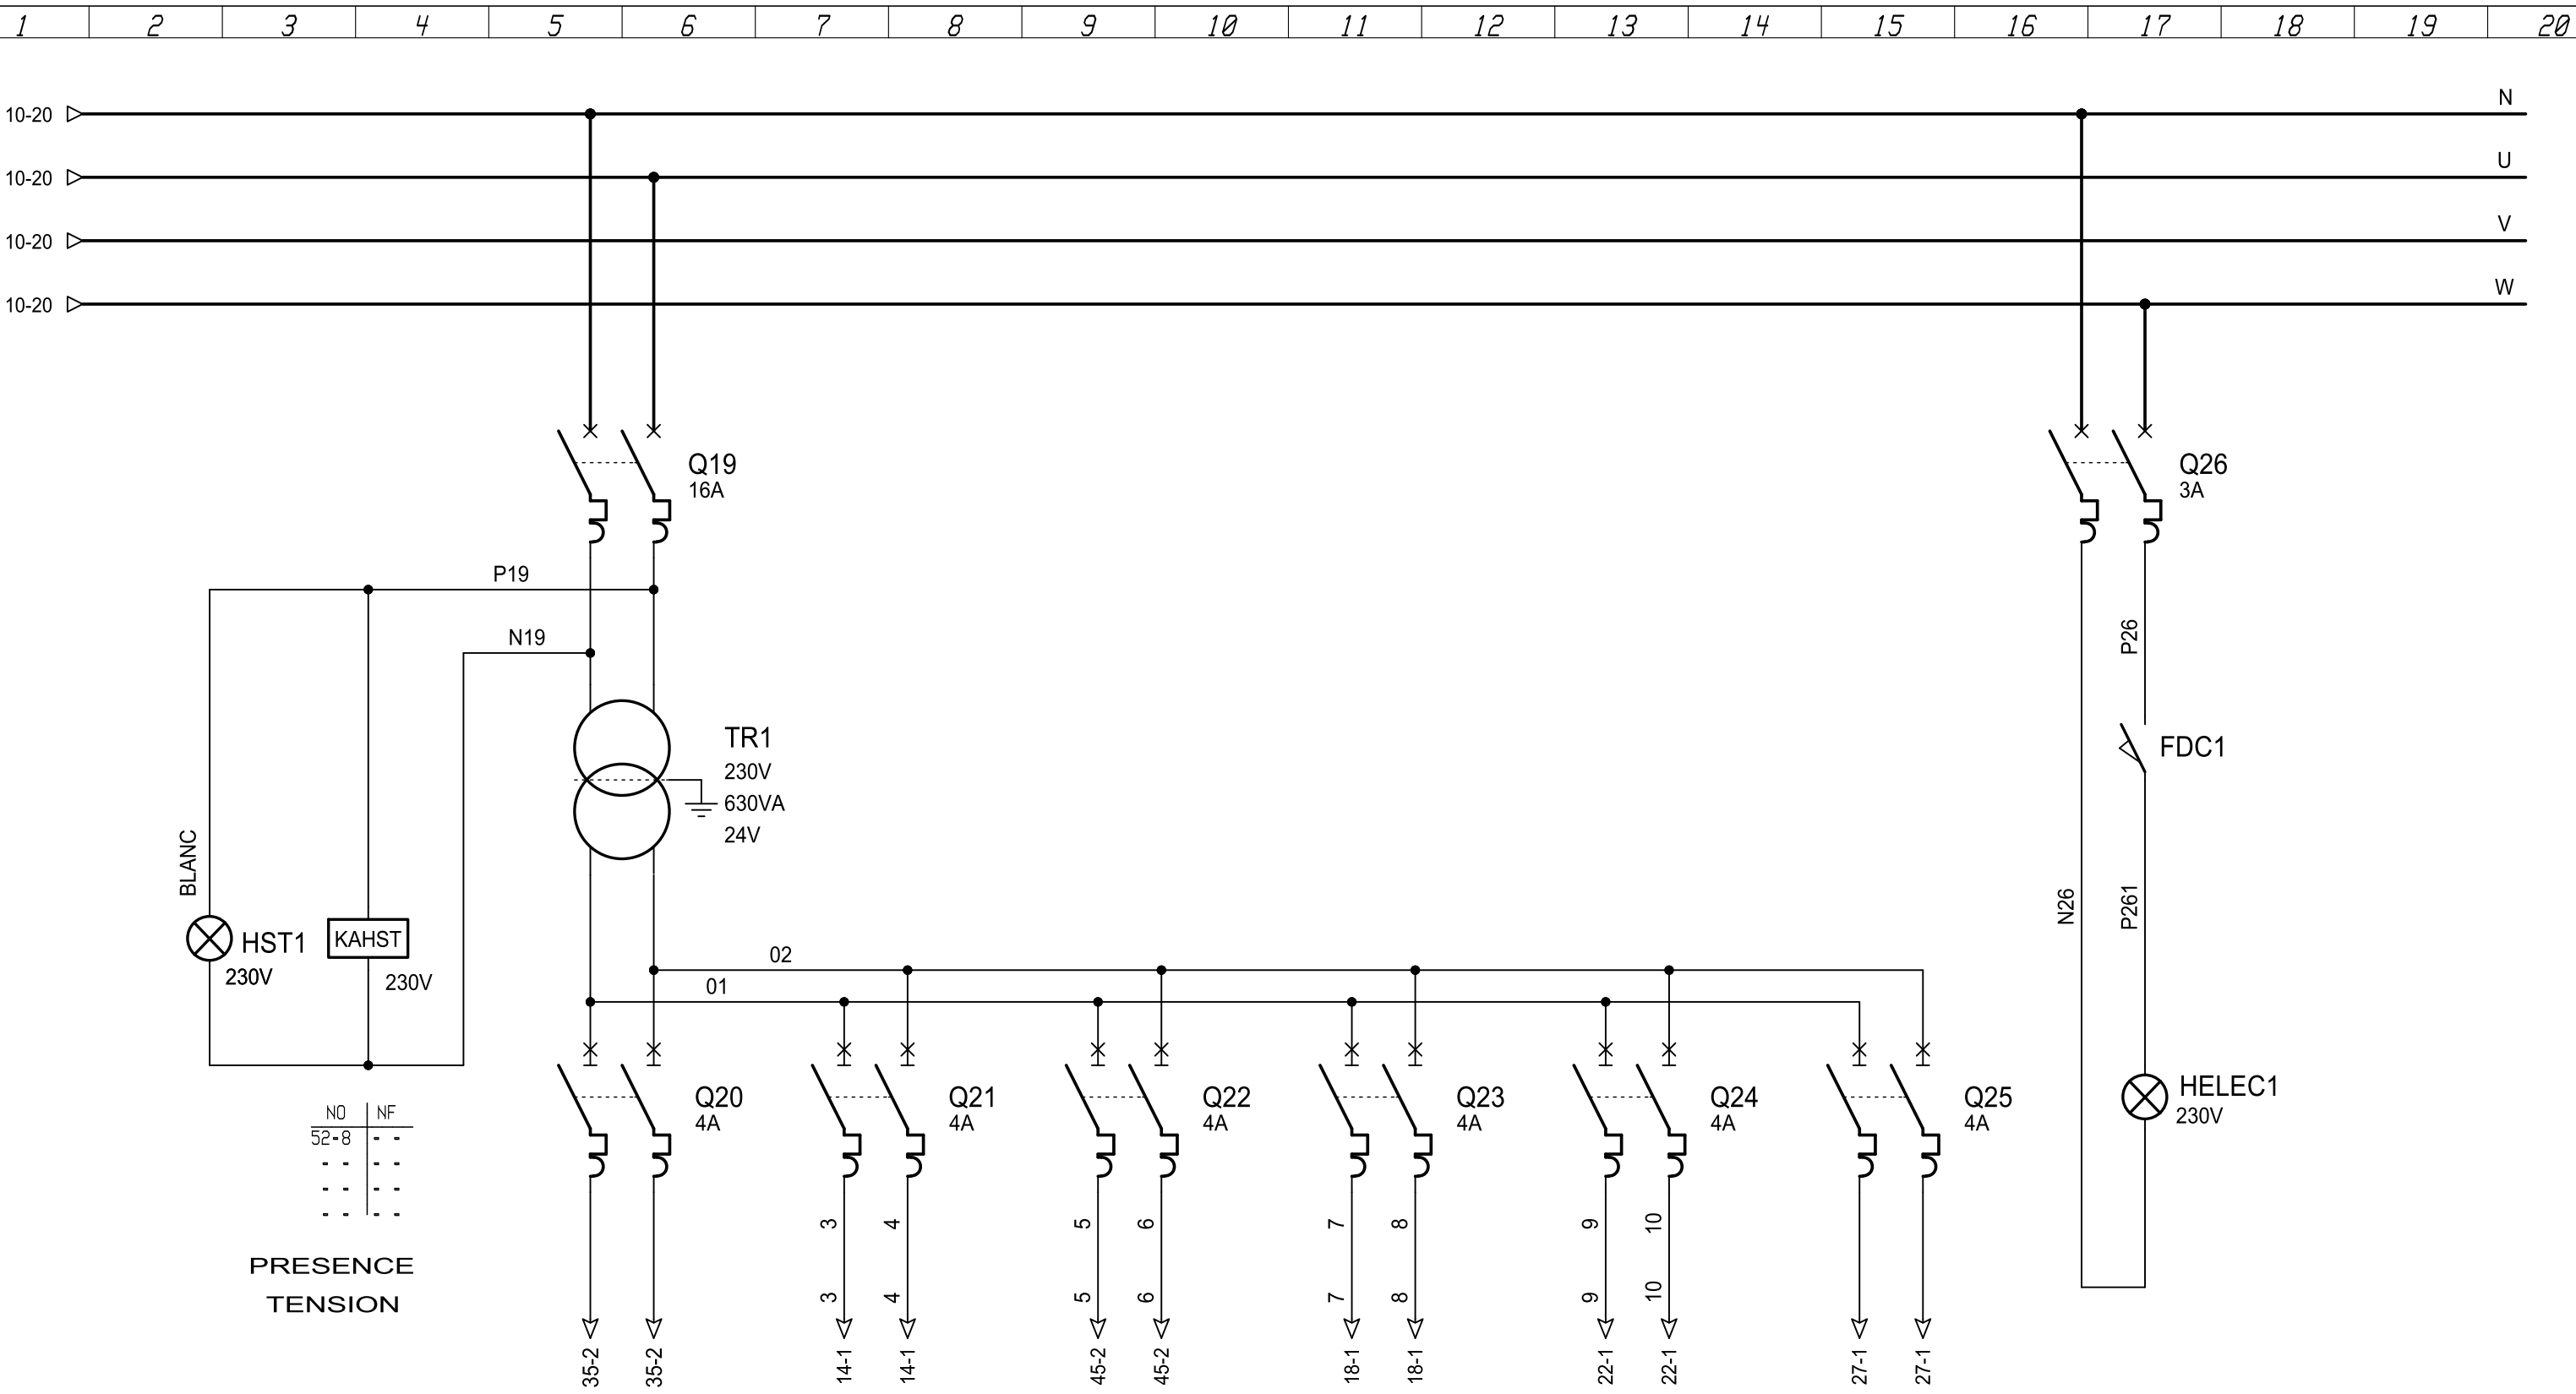 1 2 3 4 5 6 7 8 9 10 11 12 13 14 15 16 17 18 19 20
10-20 N
10-20 U
10-20 V
10-20 W
Q19
16A
Q26
3A
P19
N19
P26
TR1
230V
630VA
24V
FDC1
BLANC
HST1
230V
KAHST
230V
N26
P261
02
01
Q20
4A
Q21
4A
Q22
4A
Q23
4A
Q24
4A
Q25
4A
HELEC1
230V
NO NF
52-8 - -
- - - -
- - - -
- - - -
PRESENCE
TENSION
3 4 5 6 7 8 9 10
3 4 5 6 7 8 9 10
35-2 35-2 14-1 14-1 45-2 45-2 18-1 18-1 22-1 22-1 27-1 27-1